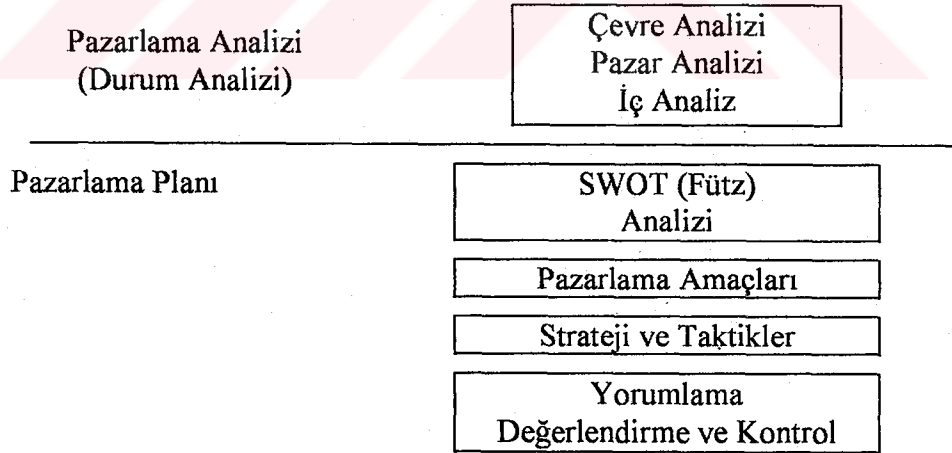 Pazarlama Analizi
(Durum Analizi)
Çevre Analizi
Pazar Analizi
İç Analiz
Pazarlama Planı
SWOT (Fütz)
Analizi
Pazarlama Amaçları
Strateji ve Taktikler
Yorumlama
Değerlendirme ve Kontrol